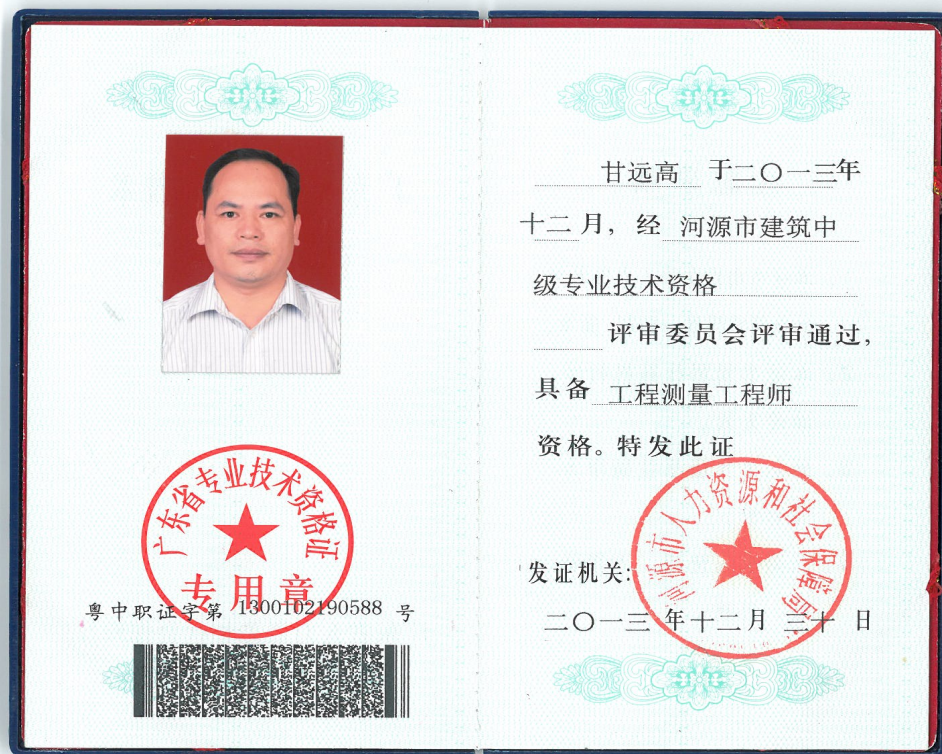 广东省专业技术资格证
专用章
粤中职证字第 1300102190588 号
甘远高 于二〇一三年
十二月，经 河源市建筑中
级专业技术资格
评审委员会评审通过，
具备 工程测量工程师
资格。特发此证
河源市人力资源和社会保障局
发证机关：
二〇一三 年十二月 三十 日